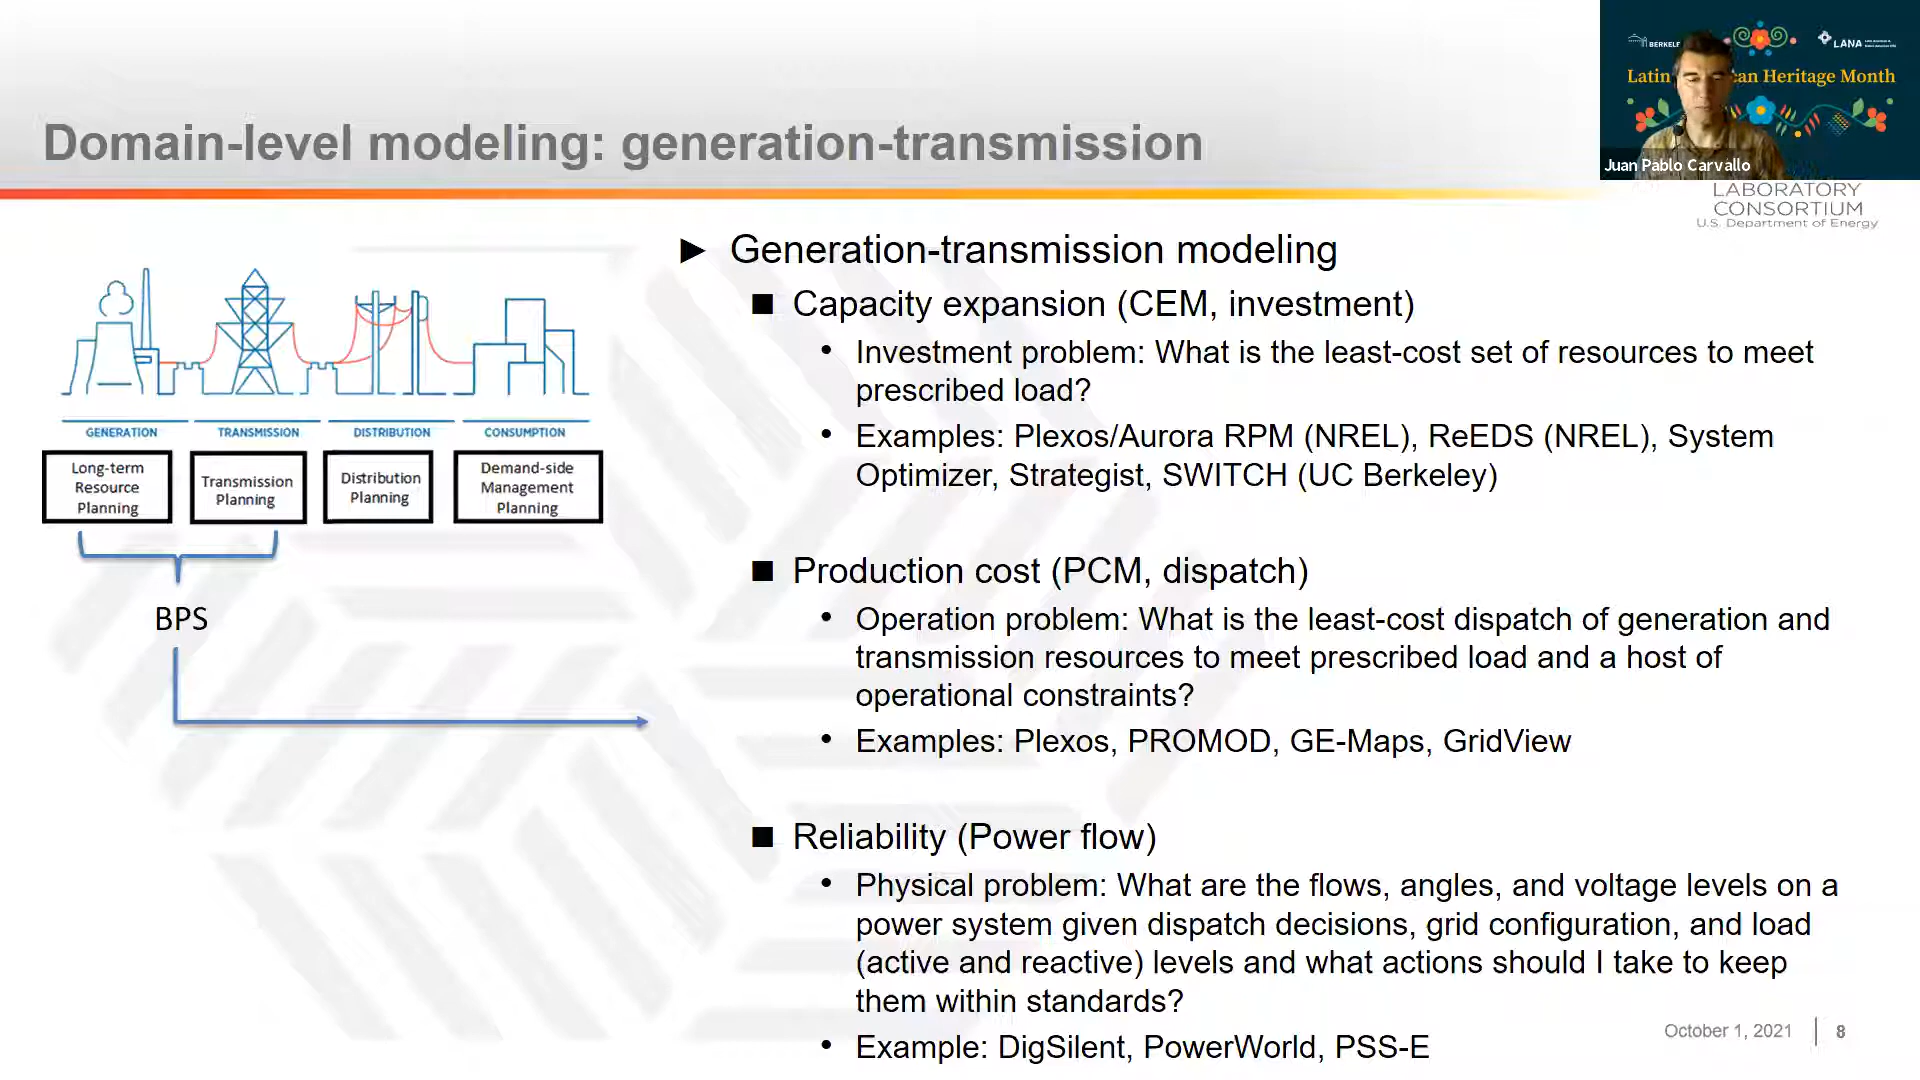 Domain-level modeling: generation-transmission
LANA
Heritage Month
Juan Pablo Carvallo
LABORATORY
CONSORTIUM
U.S. Department of Energy
GENERATION
TRANSMISSION
DISTRIBUTION
CONSUMPTION
Long-term
Resource
Planning
Transmission
Planning
Distribution
Planning
Demand-side
Management
Planning
BPS
Generation-transmission modeling
Capacity expansion (CEM, investment)
Investment problem: What is the least-cost set of resources to meet
prescribed load?
Examples: Plexos/Aurora RPM (NREL), ReEDS (NREL), System
Optimizer, Strategist, SWITCH (UC Berkeley)
Production cost (PCM, dispatch)
Operation problem: What is the least-cost dispatch of generation and
transmission resources to meet prescribed load and a host of
operational constraints?
Examples: Plexos, PROMOD, GE-Maps, GridView
Reliability (Power flow)
Physical problem: What are the flows, angles, and voltage levels on a
power system given dispatch decisions, grid configuration, and load
(active and reactive) levels and what actions should I take to keep
them within standards?
Example: DigSilent, PowerWorld, PSS-E
October 1, 2021
8